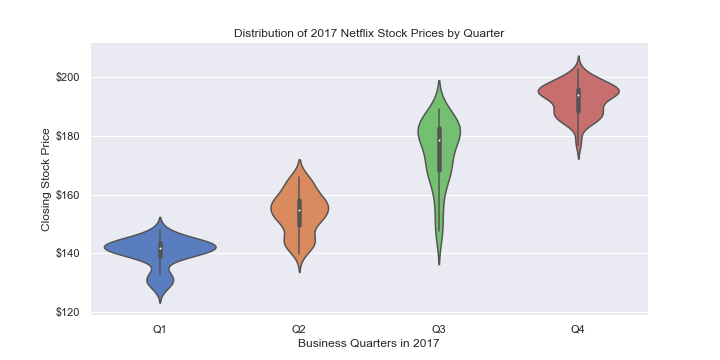 Distribution of 2017 Netflix Stock Prices by Quarter
$200
$180
$160
$140
$120
Closing Stock Price
Q1 Q2 Q3 Q4
Business Quarters in 2017